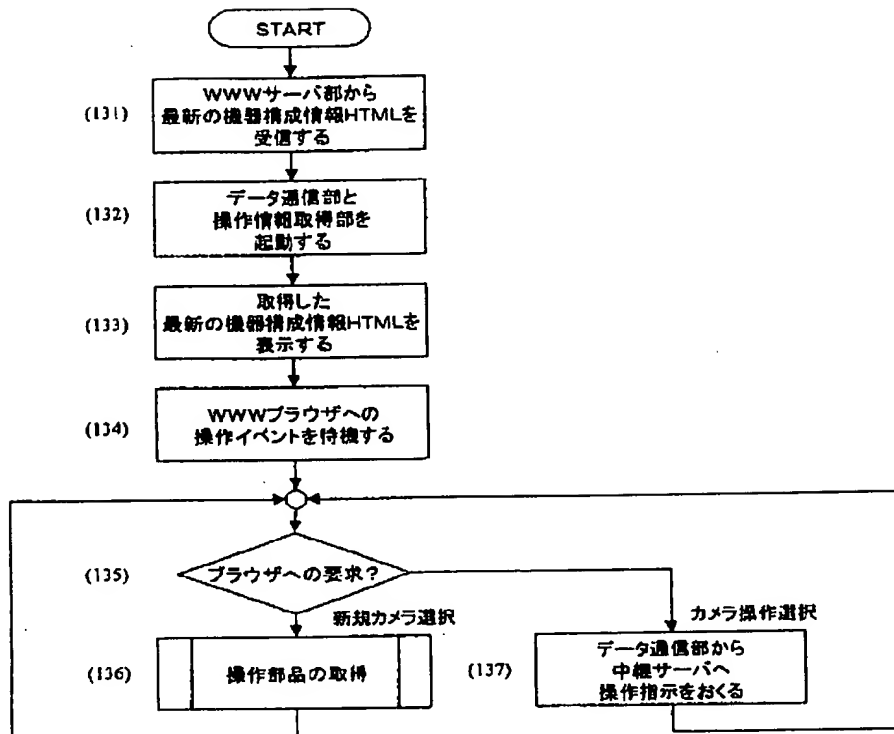 START
(131)
WWWサーバ部から
最新の機器構成情報HTMLを
受信する
(132)
データ通信部と
操作情報取得部を
起動する
(133)
取得した
最新の機器構成情報HTMLを
表示する
(134)
WWWブラウザへの
操作イベントを待機する
(135)
ブラウザへの要求?
新規カメラ選択
カメラ操作選択
(136)
操作部品の取得
(137)
データ通信部から
中継サーバへ
操作指示をおくる